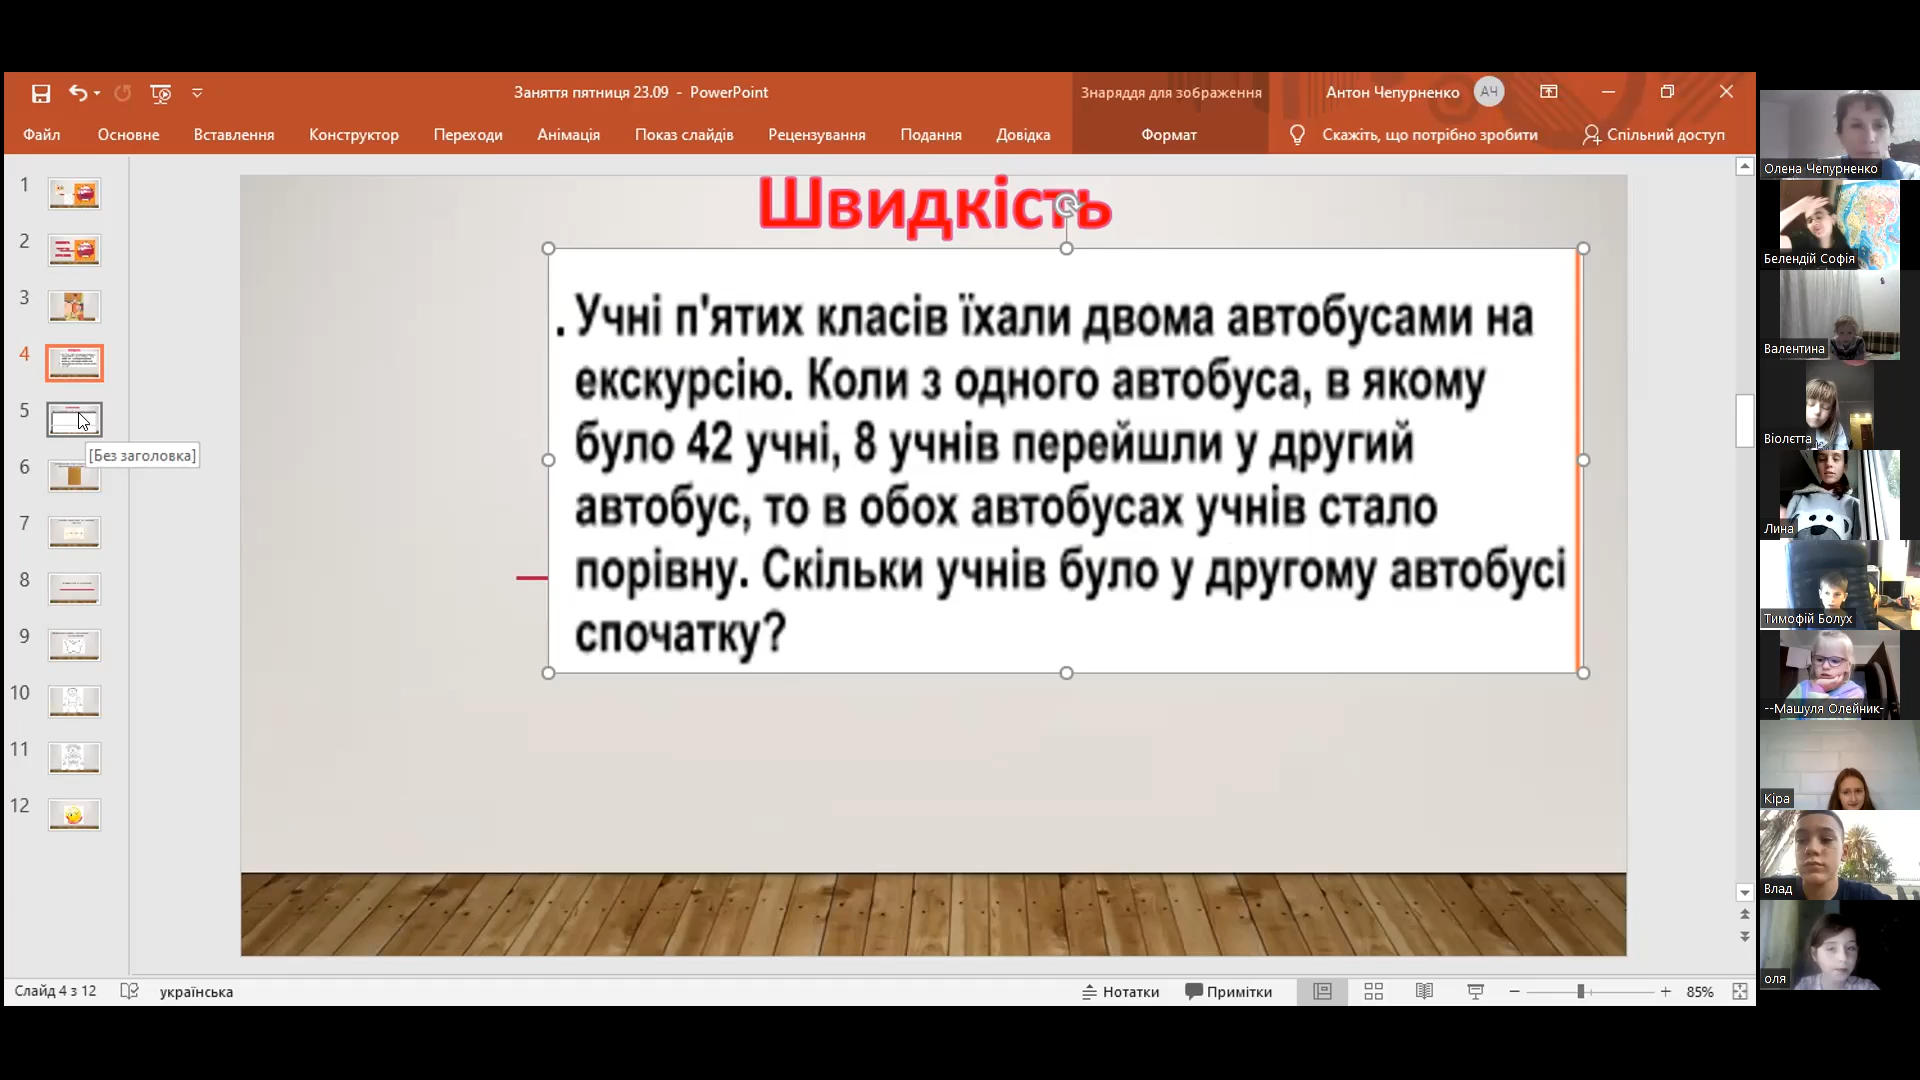 Заняття пятниця 23.09 - PowerPoint
Знаряддя для зображення
Антон Чепурненко
АЧ
Файл Основне Вставлення Конструктор Переходи Анімація Показ слайдів Рецензування Подання Довідка Формат Скажіть, що потрібно зробити Спільний доступ
1
2
3
4
5
[Без заголовка]
6
7
8
9
10
11
12
Швидкість
. Учні п'ятих класів їхали двома автобусами на
екскурсію. Коли з одного автобуса, в якому
було 42 учні, 8 учнів перейшли у другий
автобус, то в обох автобусах учнів стало
порівну. Скільки учнів було у другому автобусі
спочатку?
Слайд 4 з 12 українська Нотатки Примітки 85%
Олена Чепурненко
Белендій Софія
Валентина
Віолєтта
Лина
Тимофій Болух
--Машуля Олейник-
Кіра
Влад
оля